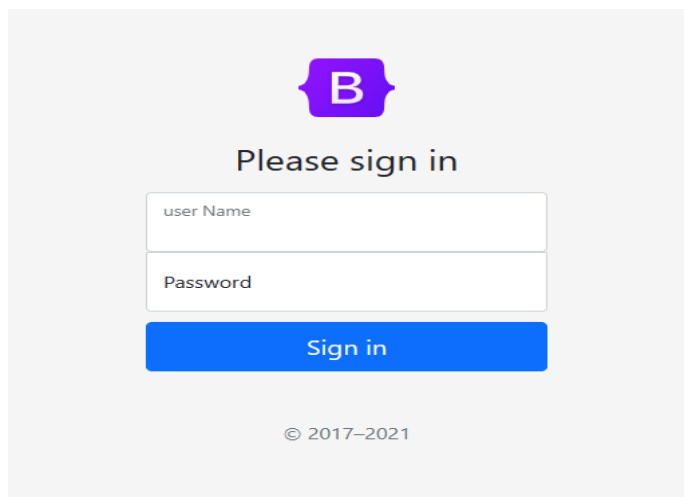 B
Please sign in
user Name
Password
Sign in
© 2017–2021